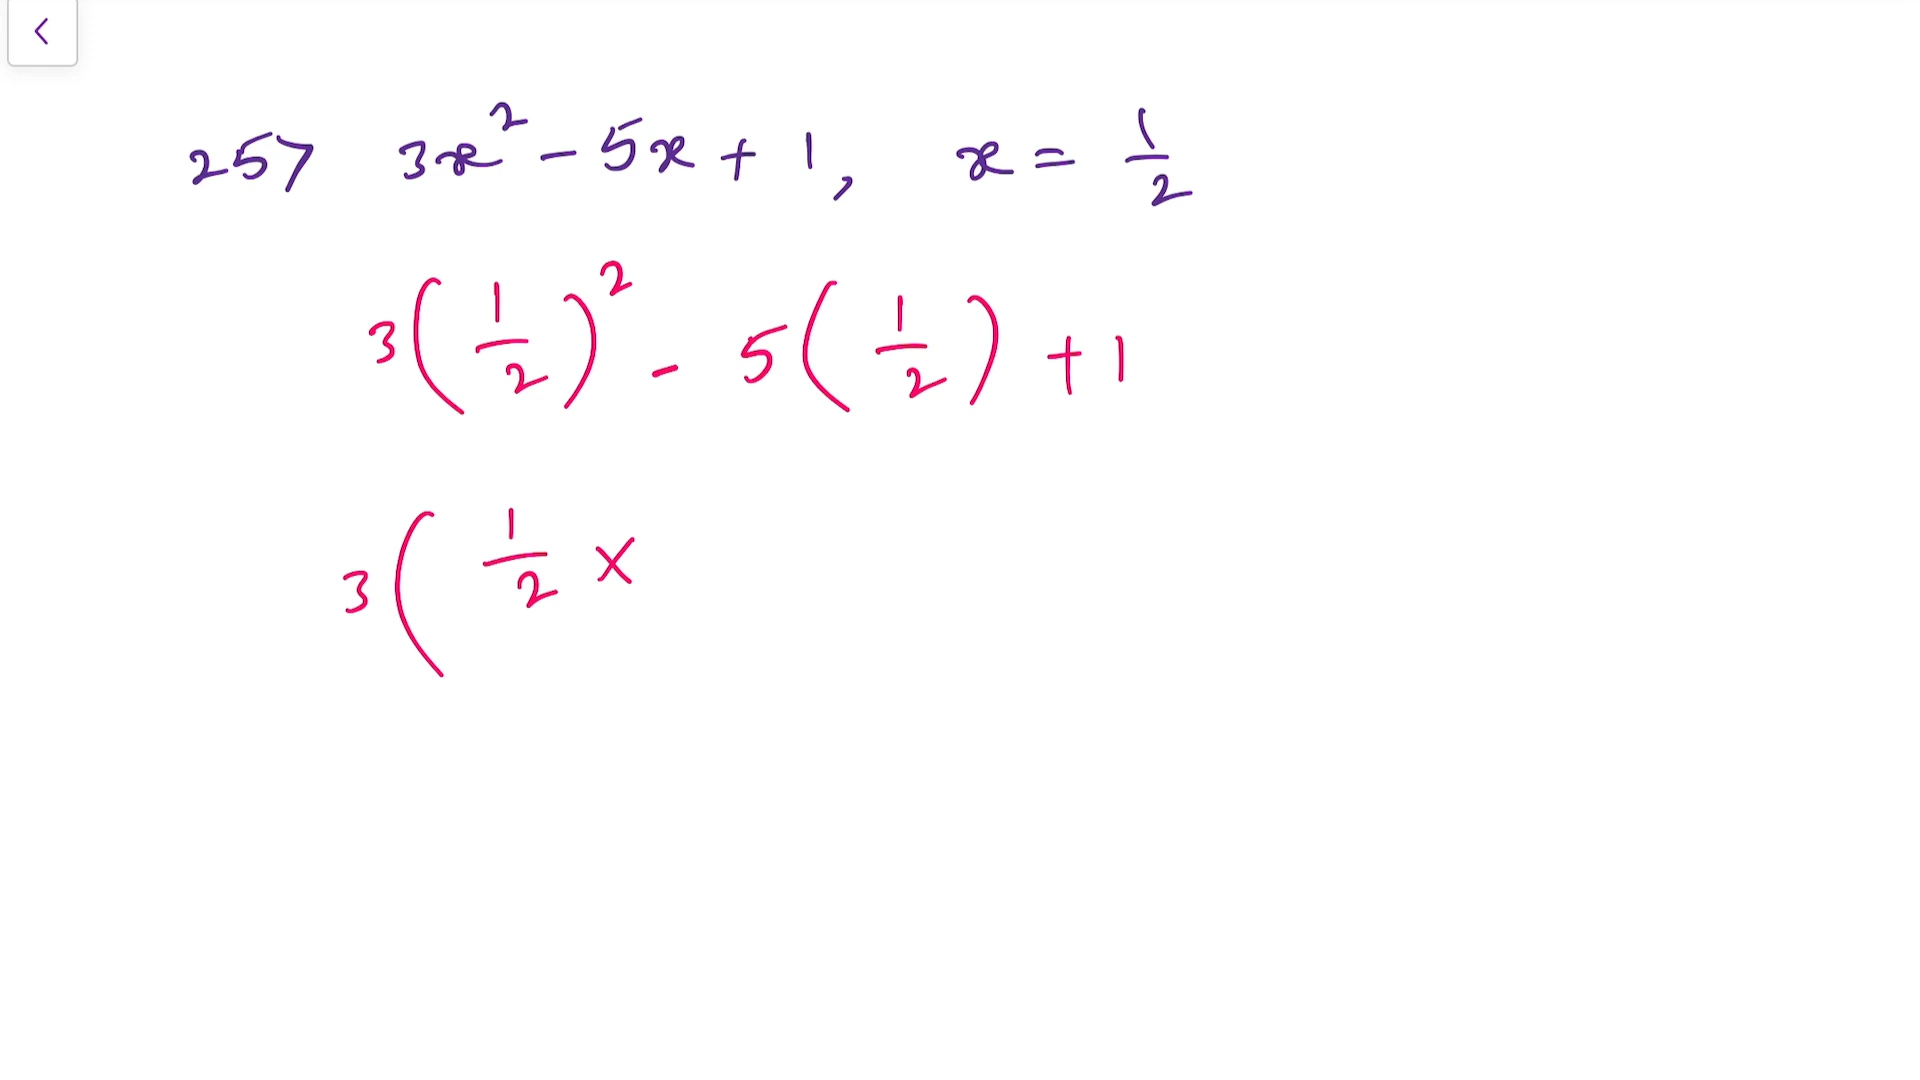 257 3x² - 5x + 1, x = 1/2
3(1/2)² - 5(1/2) + 1
3(1/2 ×